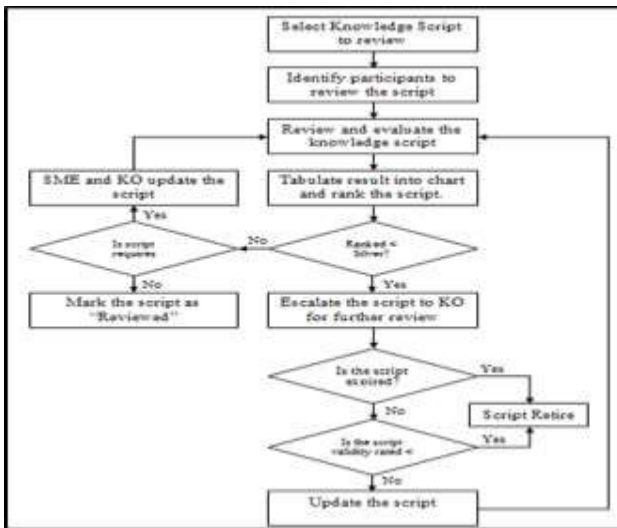 Select Knowledge Script
to review
Identify participants to
review the script
Review and evaluate the
knowledge script
SME and KO update the
script
Tabulate result into chart
and rank the script.
Yes
Is script
requires
No
Ranked <
Silver?
No
Yes
Mark the script as
"Reviewed"
Escalate the script to KO
for further review
Is the script
expired?
Yes
No
Script Retire
Is the script
validity rated <
Yes
No
Update the script